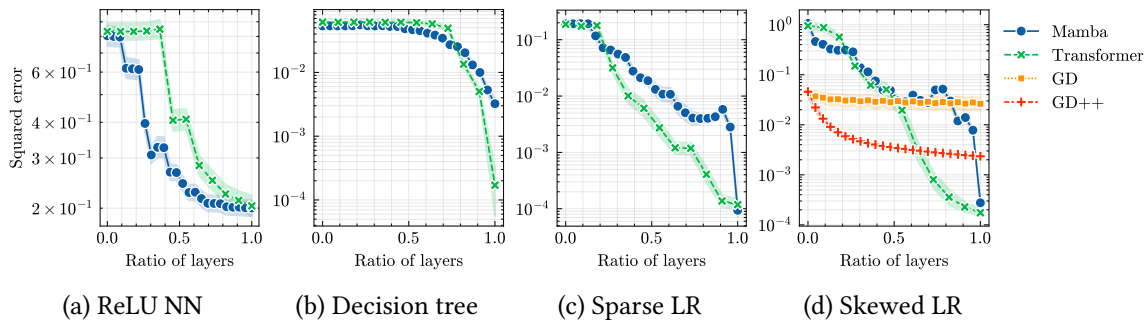 Squared error
6 × 10⁻¹
4 × 10⁻¹
3 × 10⁻¹
2 × 10⁻¹
0.0 0.5 1.0
Ratio of layers
(a) ReLU NN
10⁻²
10⁻³
10⁻⁴
0.0 0.5 1.0
Ratio of layers
(b) Decision tree
10⁻¹
10⁻²
10⁻³
10⁻⁴
0.0 0.5 1.0
Ratio of layers
(c) Sparse LR
10⁰
10⁻¹
10⁻²
10⁻³
10⁻⁴
0.0 0.5 1.0
Ratio of layers
(d) Skewed LR
Mamba
Transformer
GD
GD++